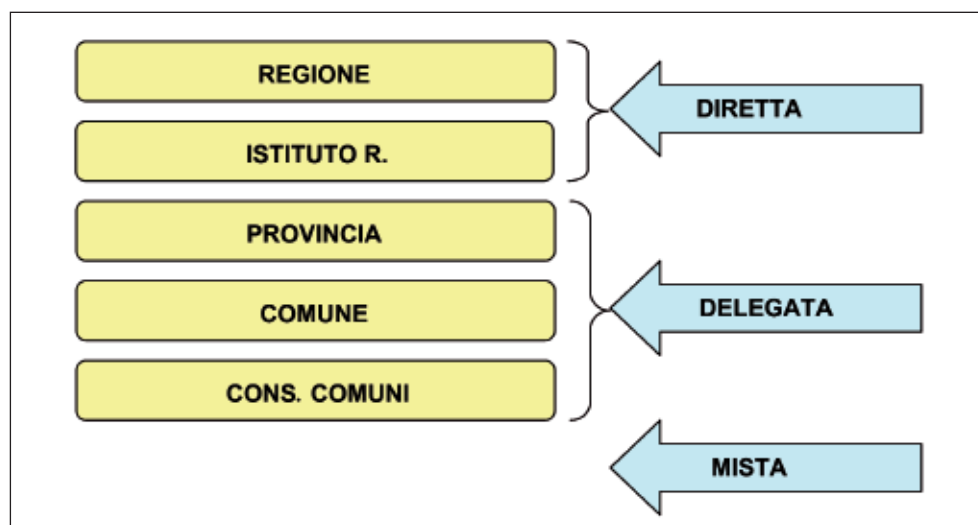 REGIONE
DIRETTA
ISTITUTO R.
PROVINCIA
COMUNE
DELEGATA
CONS. COMUNI
MISTA